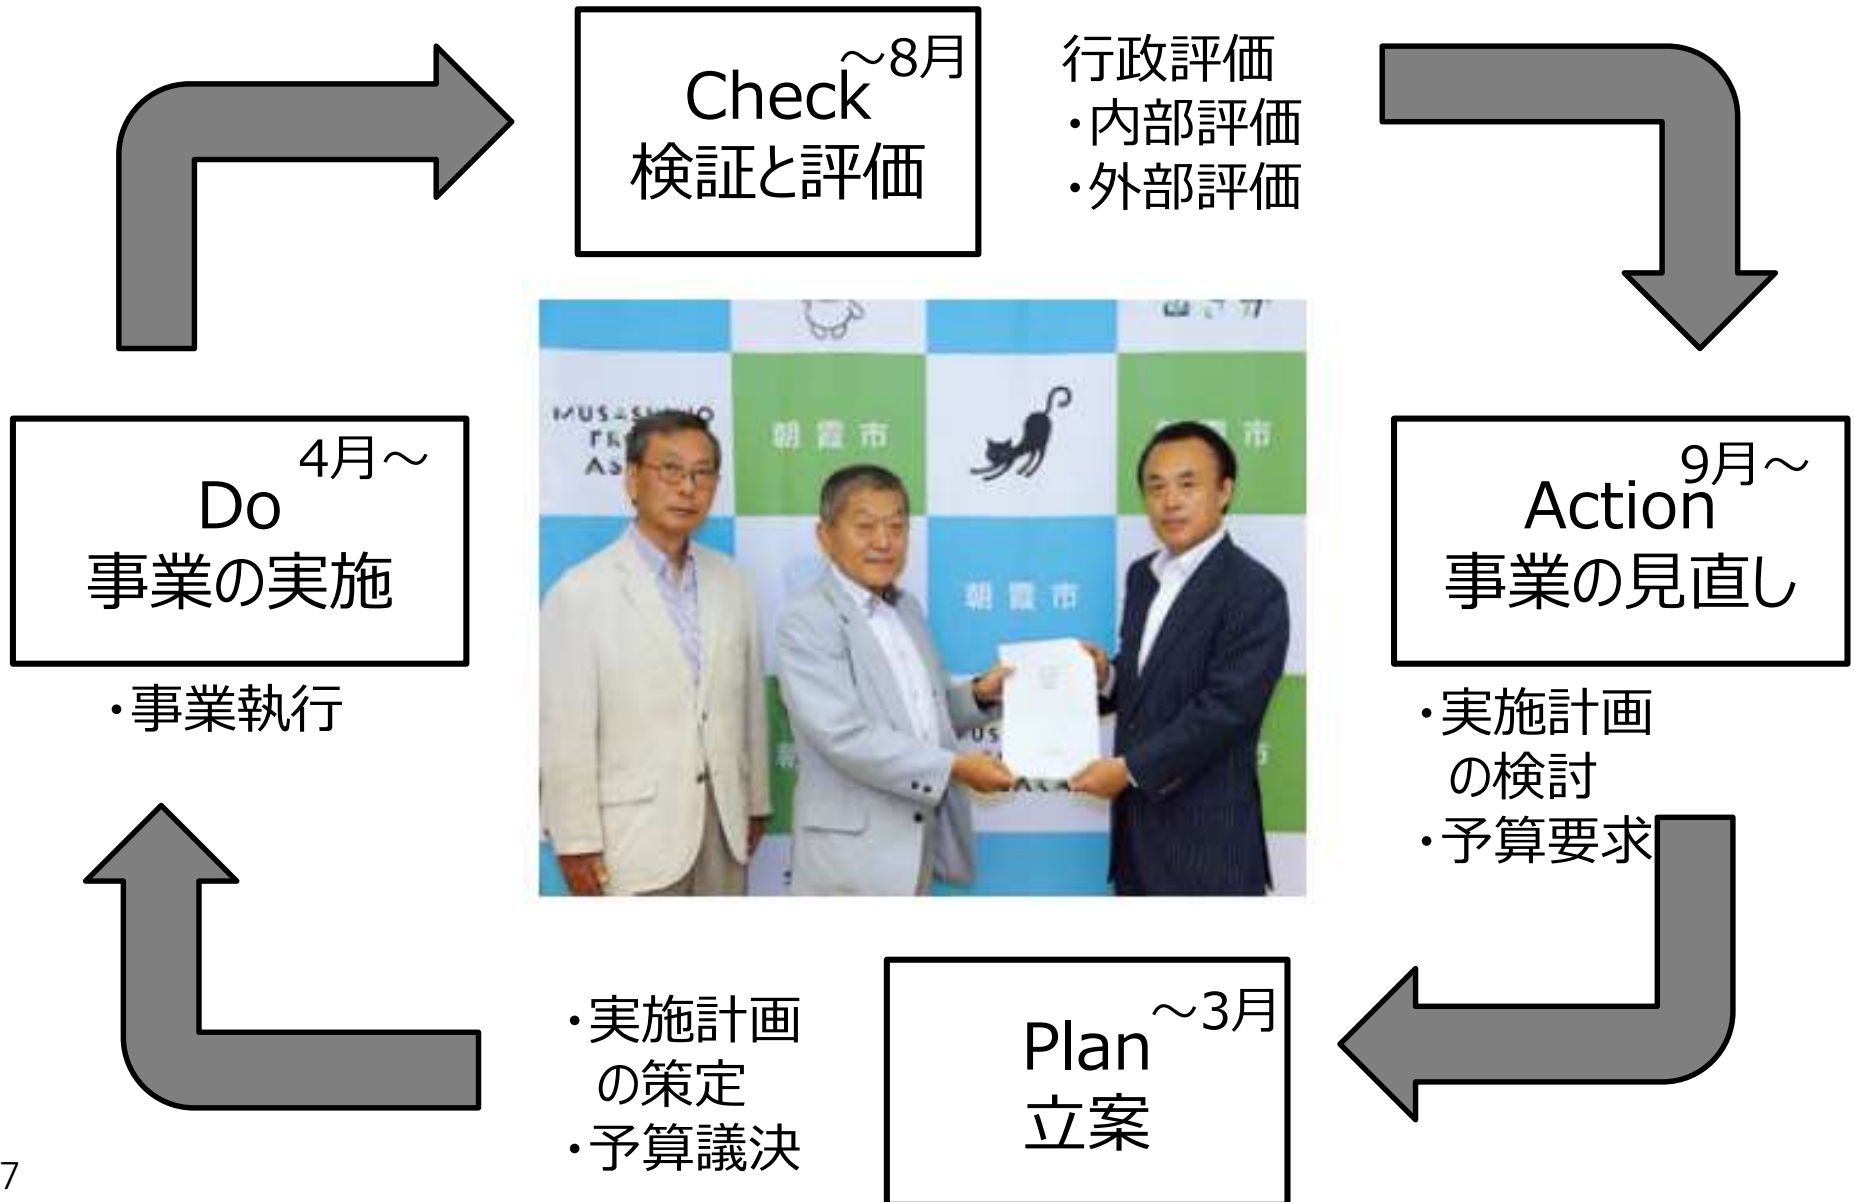 ～8月
Check
検証と評価
行政評価
・内部評価
・外部評価
4月～
Do
事業の実施
・事業執行
9月～
Action
事業の見直し
・実施計画
の検討
・予算要求
～3月
Plan
立案
・実施計画
の策定
・予算議決
朝霞市
朝霞市
7